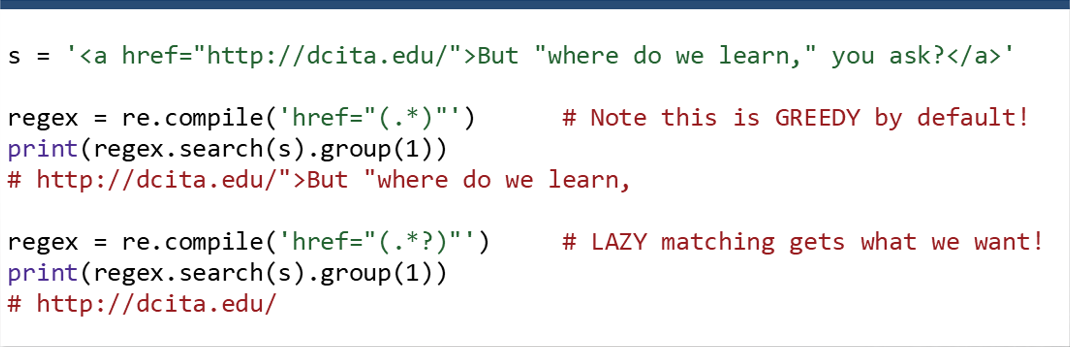 s = '<a href="http://dcita.edu/">But "where do we learn," you ask?</a>'
regex = re.compile('href="(.*)"') # Note this is GREEDY by default!
print(regex.search(s).group(1))
# http://dcita.edu/">But "where do we learn,
regex = re.compile('href="(.*?)"') # LAZY matching gets what we want!
print(regex.search(s).group(1))
# http://dcita.edu/